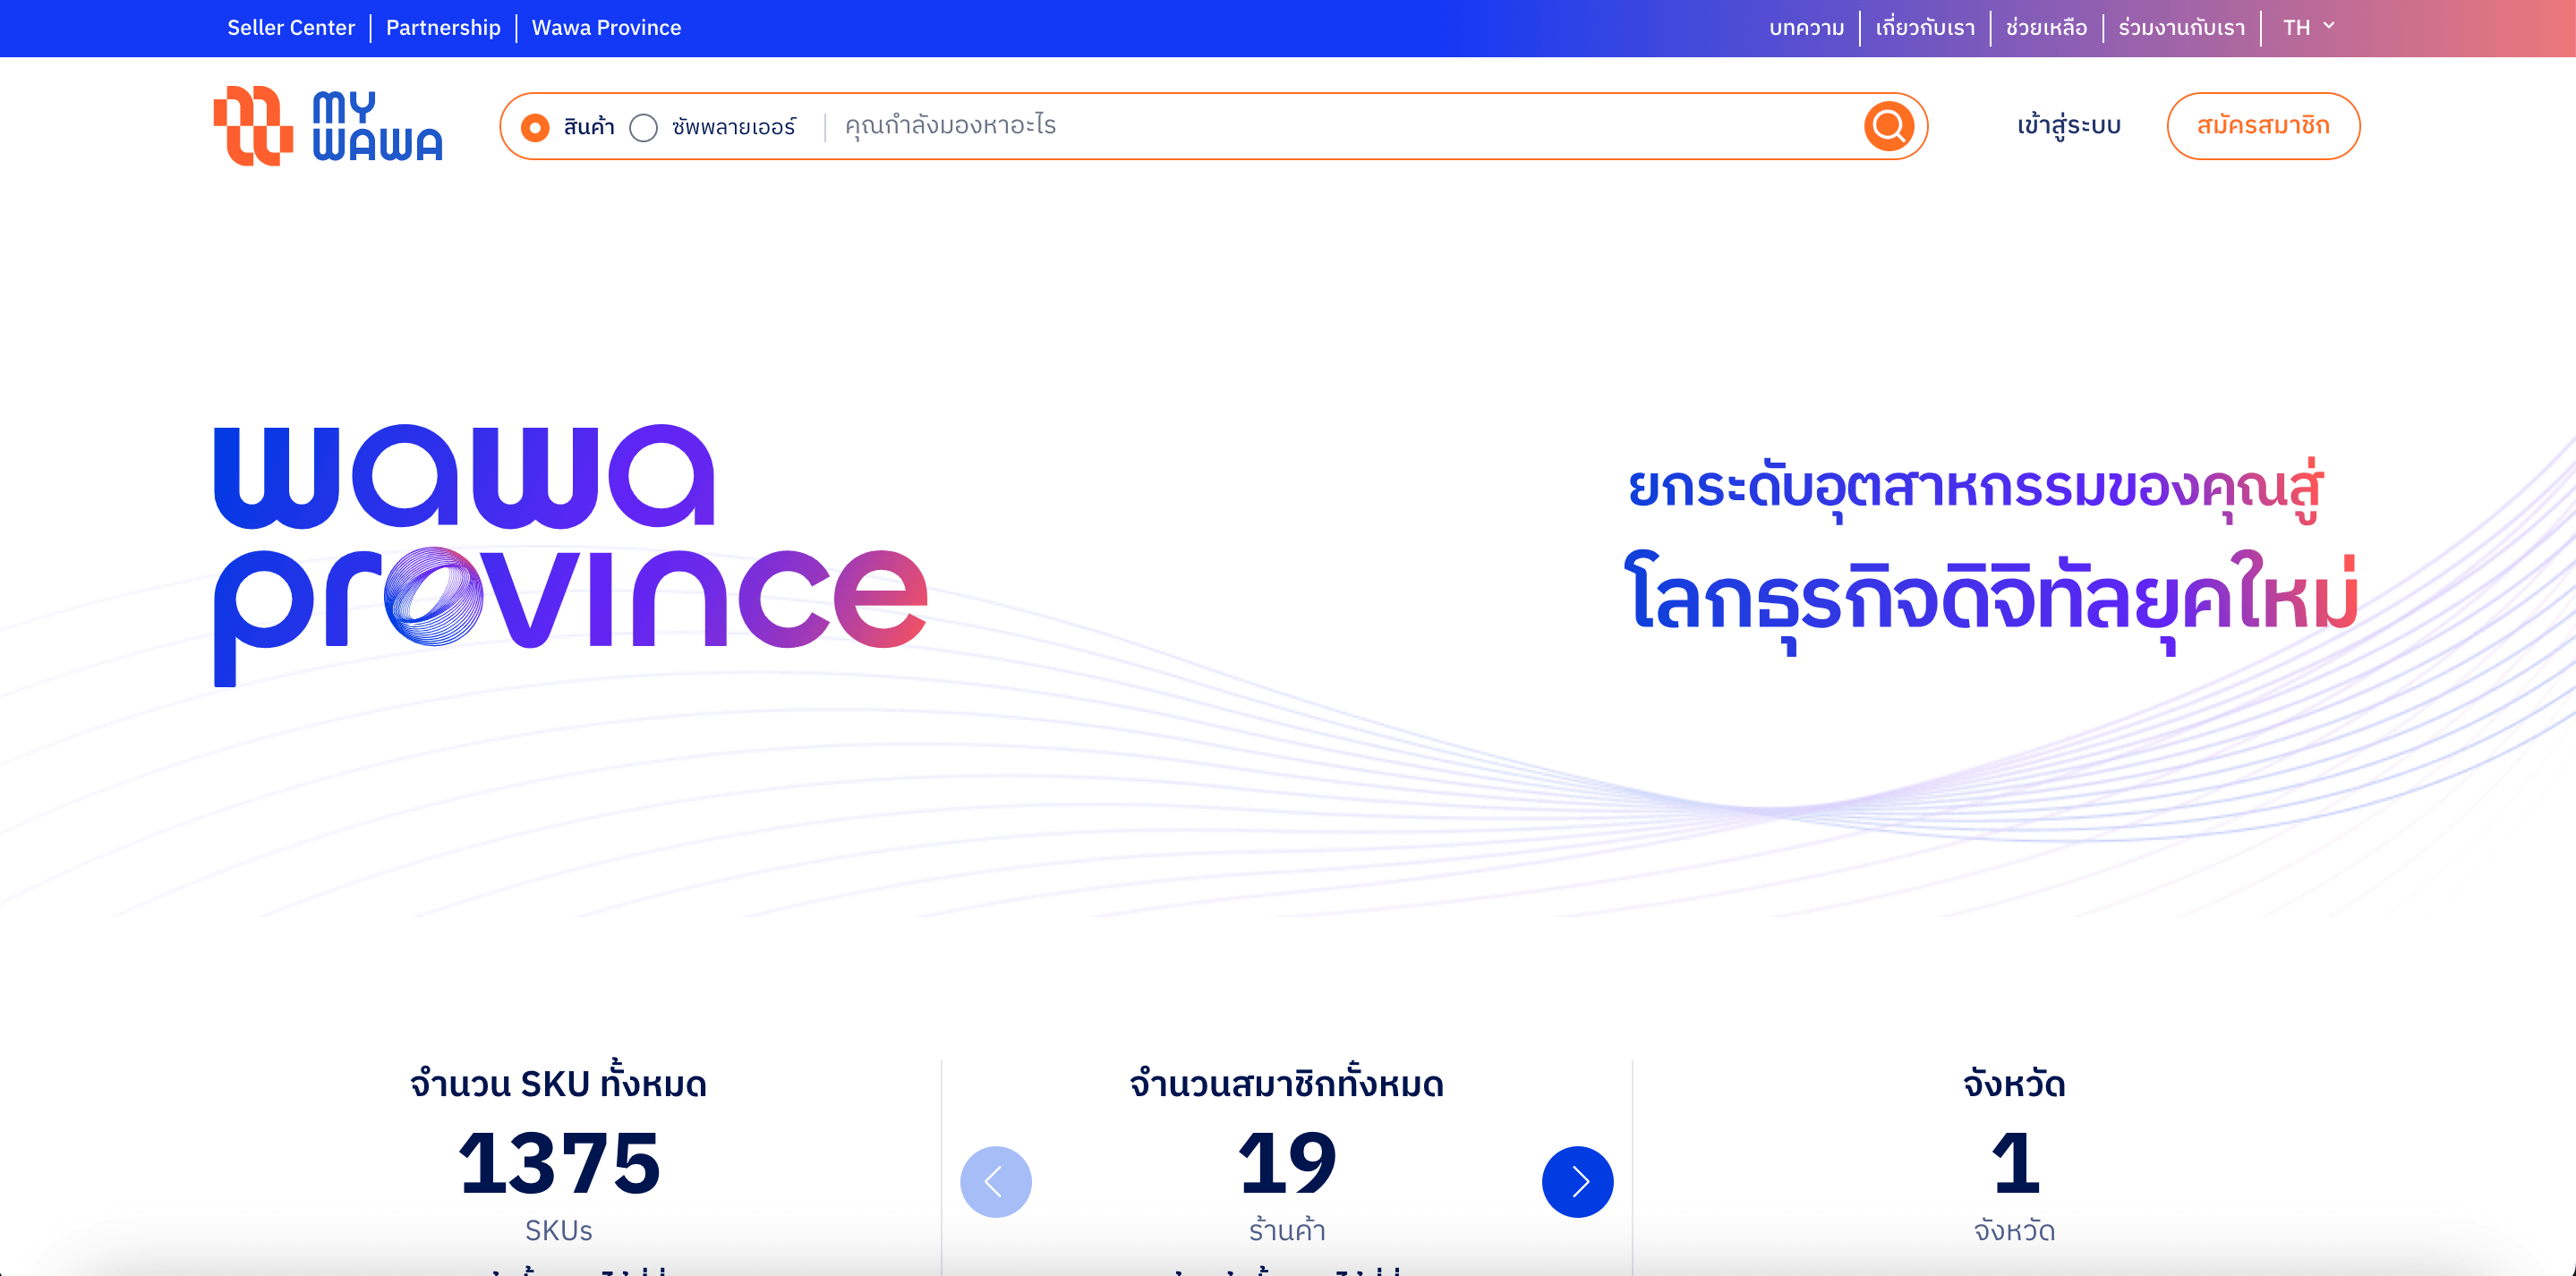 Seller Center
Partnership
Wawa Province
บทความ
เกี่ยวกับเรา
ช่วยเหลือ
ร่วมงานกับเรา
TH
MY
WAWA
สินค้า
ซัพพลายเออร์
คุณกำลังมองหาอะไร
เข้าสู่ระบบ
สมัครสมาชิก
wawa
province
ยกระดับอุตสาหกรรมของคุณสู่
โลกธุรกิจดิจิทัลยุคใหม่
จำนวน SKU ทั้งหมด
1375
SKUs
จำนวนสมาชิกทั้งหมด
19
ร้านค้า
จังหวัด
1
จังหวัด